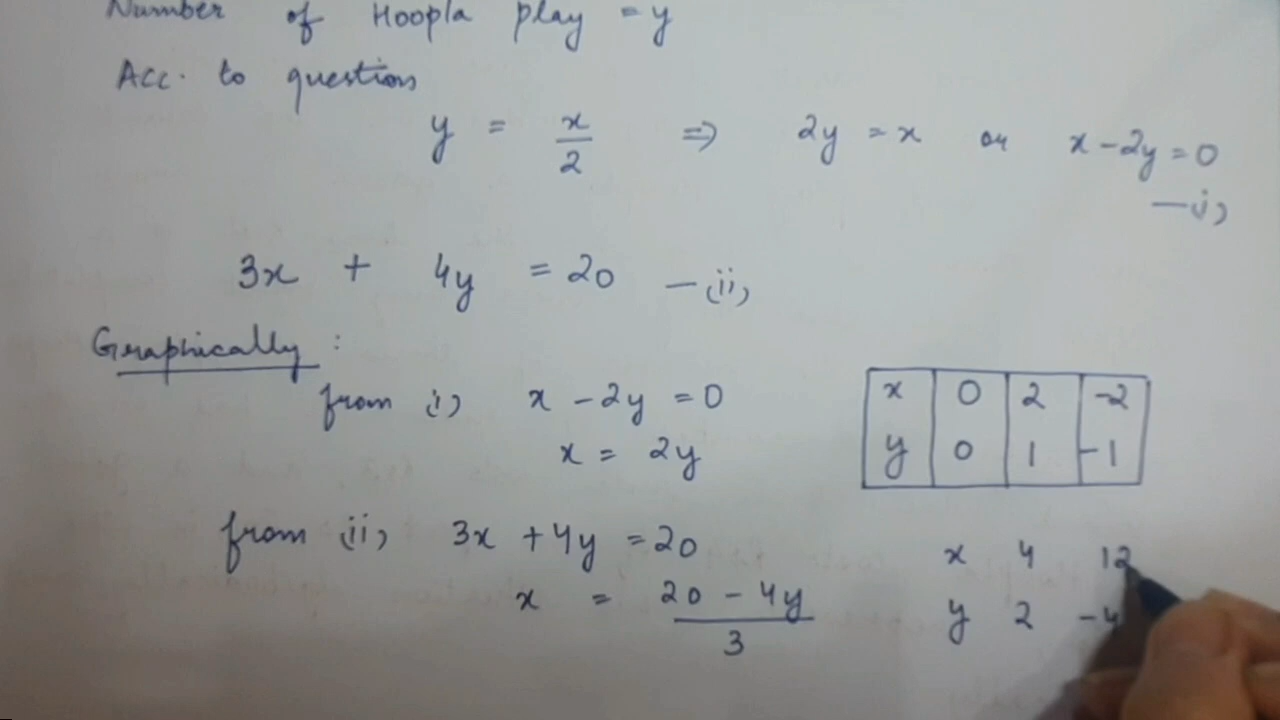 Number of Hoopla play = y
Acc. to question
y = x/2 ⇒ 2y = x or x - 2y = 0
—(i)
3x + 4y = 20 —(ii)
Graphically :
from (i) x - 2y = 0
x = 2y
x 0 2 -2
y 0 1 -1
from (ii) 3x + 4y = 20
x = 20 - 4y / 3
x 4 12
y 2 -4